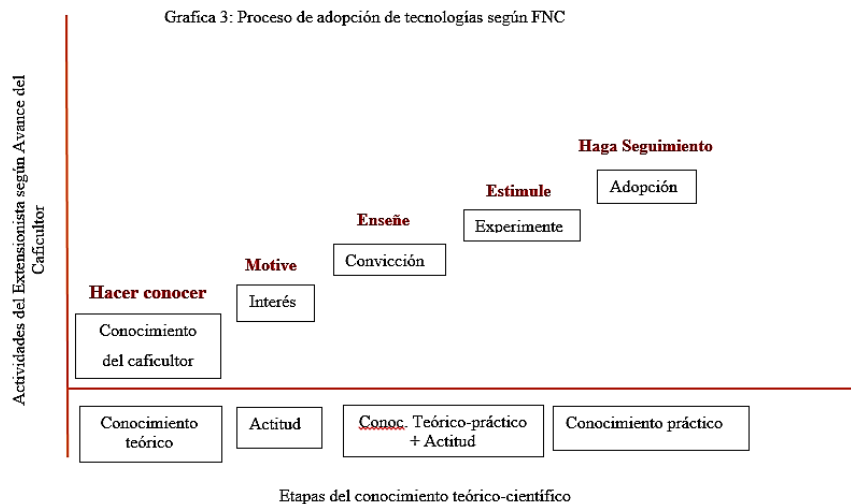 Grafica 3: Proceso de adopción de tecnologías según FNC
Actividades del Extensionista según Avance del
Caficultor
Haga Seguimiento
Adopción
Estimule
Experimente
Enseñe
Convicción
Motive
Interés
Hacer conocer
Conocimiento
del caficultor
Conocimiento
teórico
Actitud
Conoc. Teórico-práctico
+ Actitud
Conocimiento práctico
Etapas del conocimiento teórico-científico